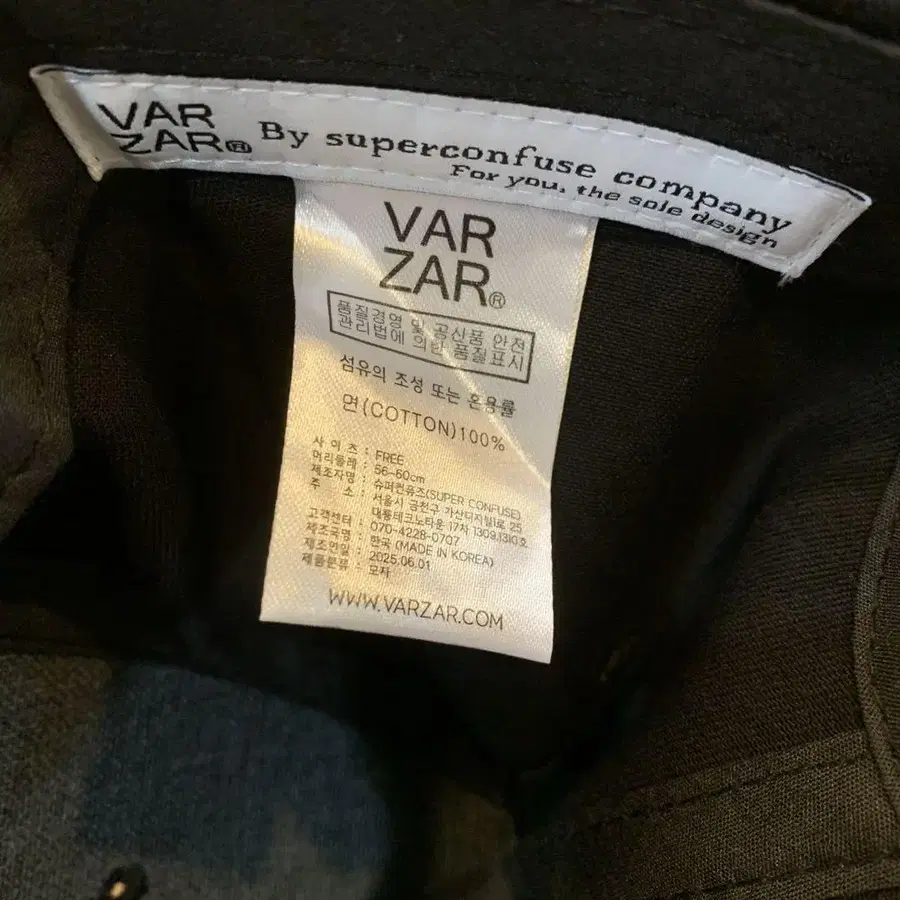 VAR
ZAR® By superconfuse company
For you, the sole design
VAR
ZAR®
품질경영 및 공산품 안전
관리법에 의한 품질표시
섬유의 조성 또는 혼용률
면(COTTON)100%
사이즈 : FREE
머리둘레 : 56-60cm
제조자명 : 슈퍼컨퓨즈(SUPER CONFUSE)
주 소 : 서울시 금천구 가산디지털1로 25
대륭테크노타운 17차 1309,1310호
고객센터 : 070-4228-0707
제조국명 : 한국 (MADE IN KOREA)
제조연일 : 2025.06.01
제품분류 : 모자
WWW.VARZAR.COM